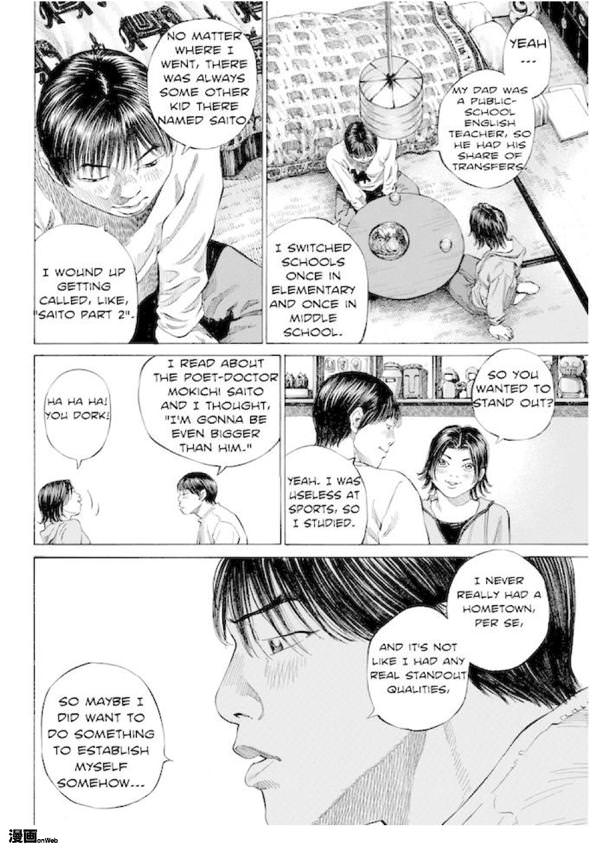 YEAH
...
MY DAD WAS
A PUBLIC-
SCHOOL
ENGLISH
TEACHER, SO
HE HAD HIS
SHARE OF
TRANSFERS.
I SWITCHED
SCHOOLS
ONCE IN
ELEMENTARY
AND ONCE IN
MIDDLE
SCHOOL.
NO MATTER
WHERE I
WENT, THERE
WAS ALWAYS
SOME OTHER
KID THERE
NAMED SAITO.
I WOUND UP
GETTING
CALLED, LIKE,
"SAITO PART 2".
SO YOU
WANTED TO
STAND OUT?
YEAH. I WAS
USELESS AT
SPORTS, SO
I STUDIED.
I READ ABOUT
THE POET-DOCTOR
MOKICHI SAITO
AND I THOUGHT,
"I'M GONNA BE
EVEN BIGGER
THAN HIM."
HA HA HA!
YOU DORK!
I NEVER
REALLY HAD A
HOMETOWN,
PER SE,
AND IT'S NOT
LIKE I HAD ANY
REAL STANDOUT
QUALITIES,
SO MAYBE I
DID WANT TO
DO SOMETHING
TO ESTABLISH
MYSELF
SOMEHOW...
漫画onWeb